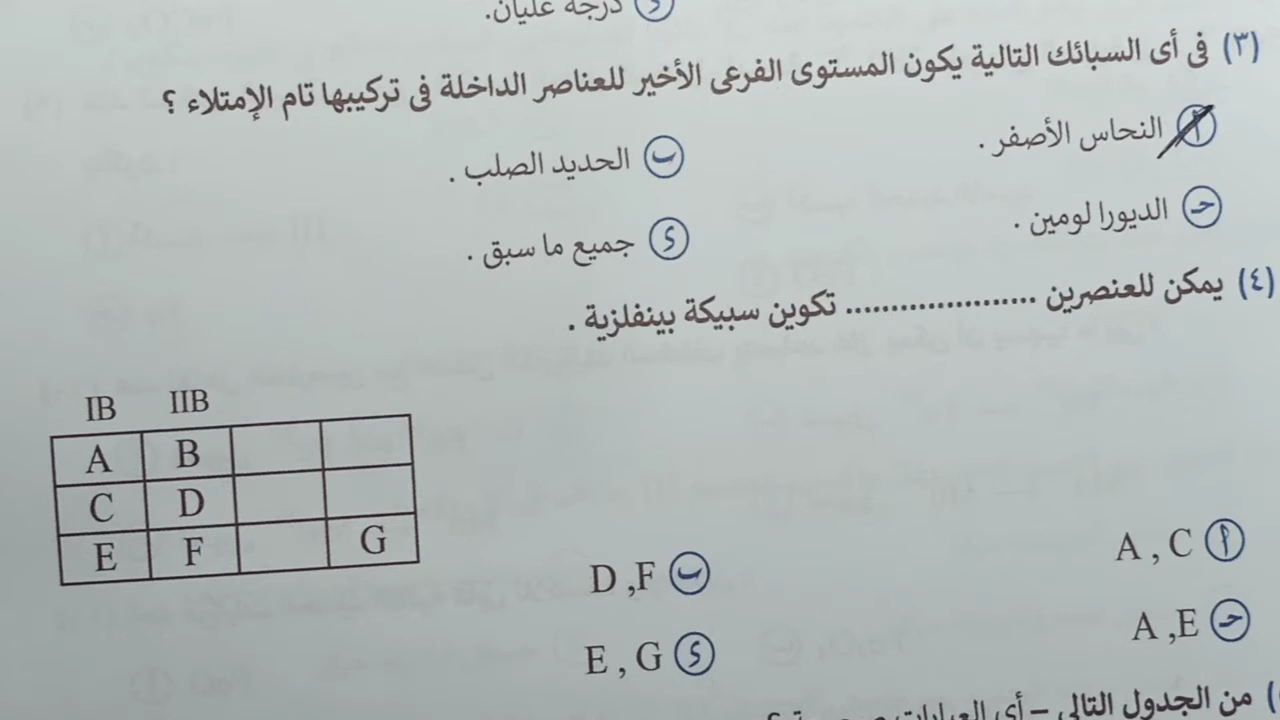 د درجة غليان.
(٣) فى أى السبائك التالية يكون المستوى الفرعى الأخير للعناصر الداخلة فى تركيبها تام الإمتلاء ؟
أ النحاس الأصفر .
ب الحديد الصلب .
جـ الديورا لومين .
د جميع ما سبق .
(٤) يمكن للعنصرين ..................... تكوين سبيكة بينفلزية .
IB IIB
A B
C D
E F G
أ A , C
ب D ,F
جـ A ,E
د E , G
من الجدول التالى – أى العبارات